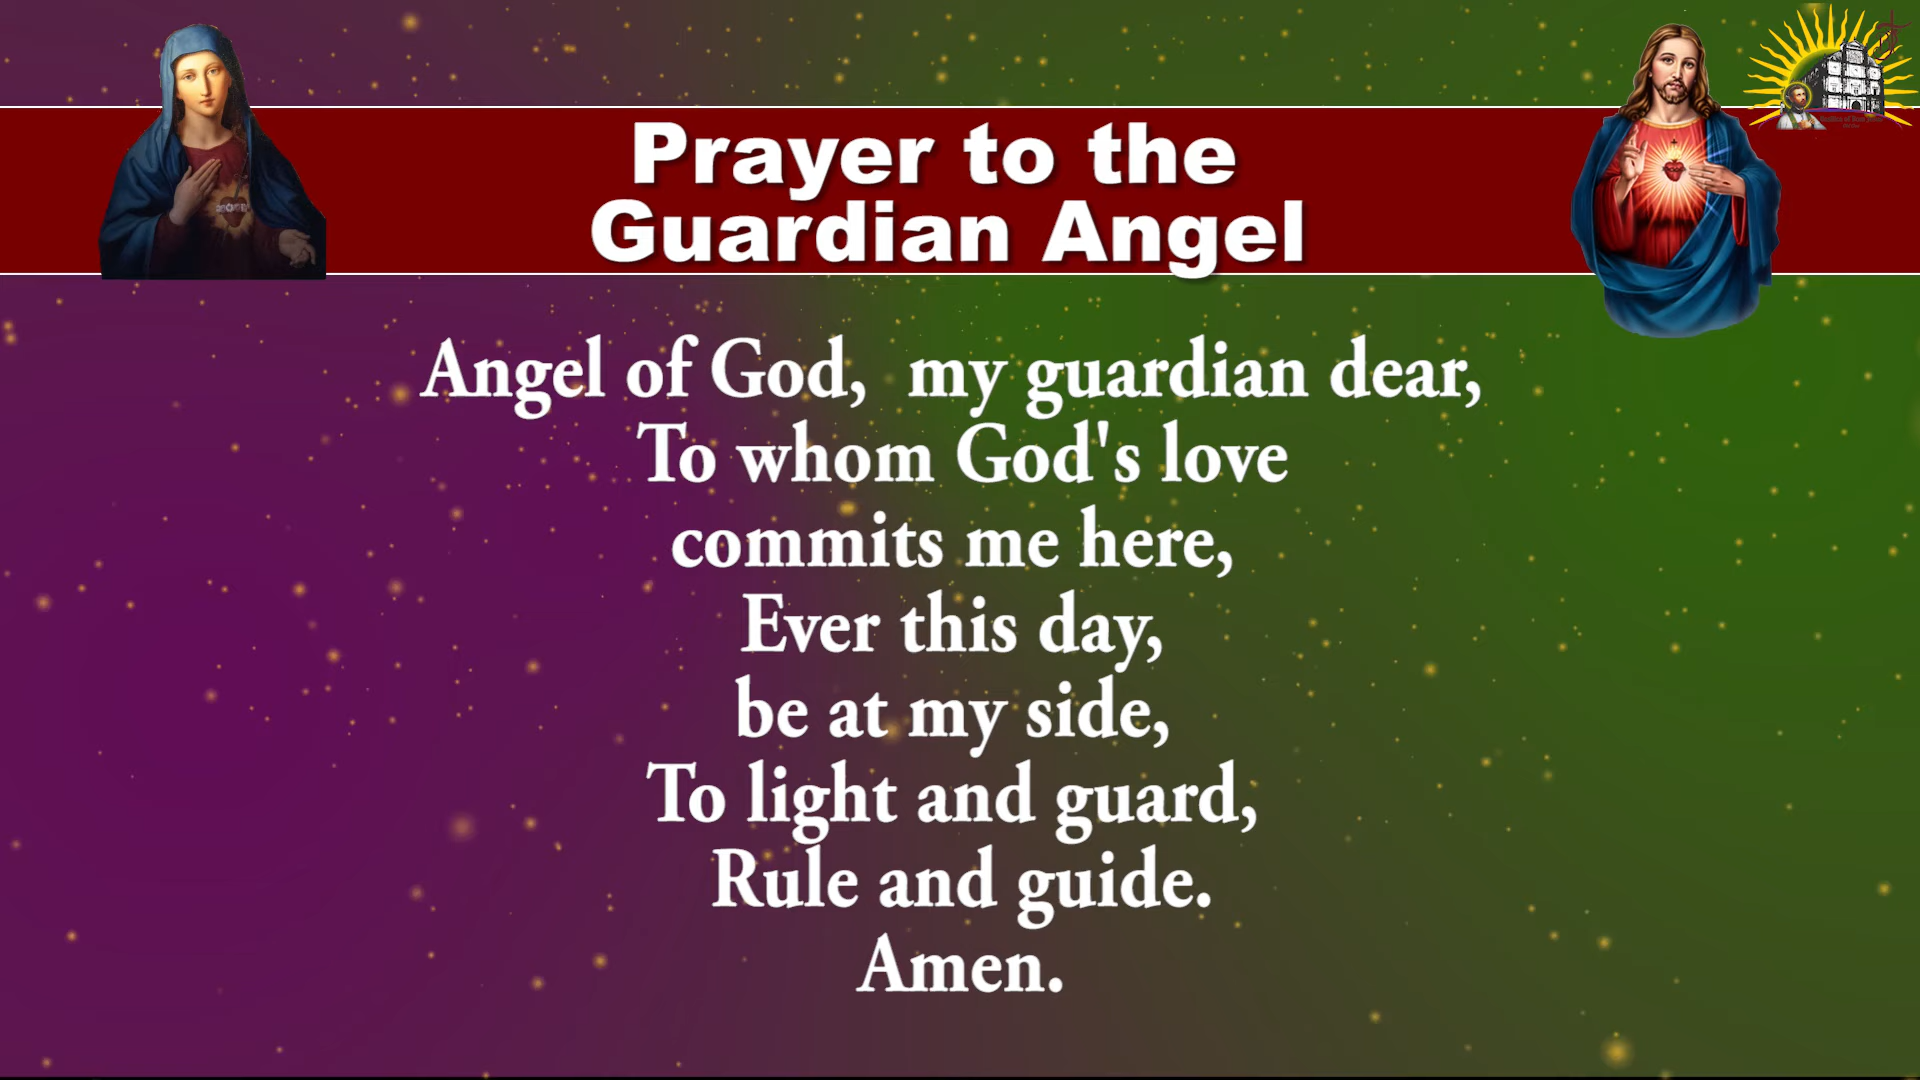 Prayer to the
Guardian Angel
Angel of God,  my guardian dear,
To whom God's love
commits me here,
Ever this day,
be at my side,
To light and guard,
Rule and guide.
Amen.